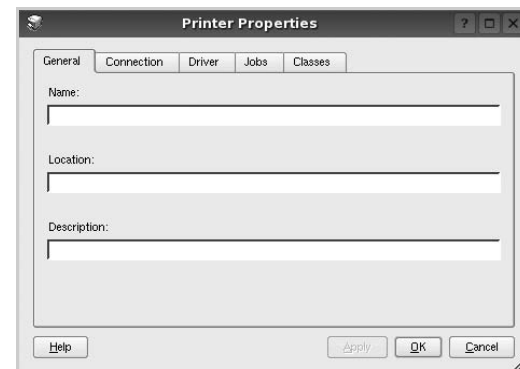 Printer Properties
General Connection Driver Jobs Classes
Name:
Location:
Description:
Help Apply OK Cancel